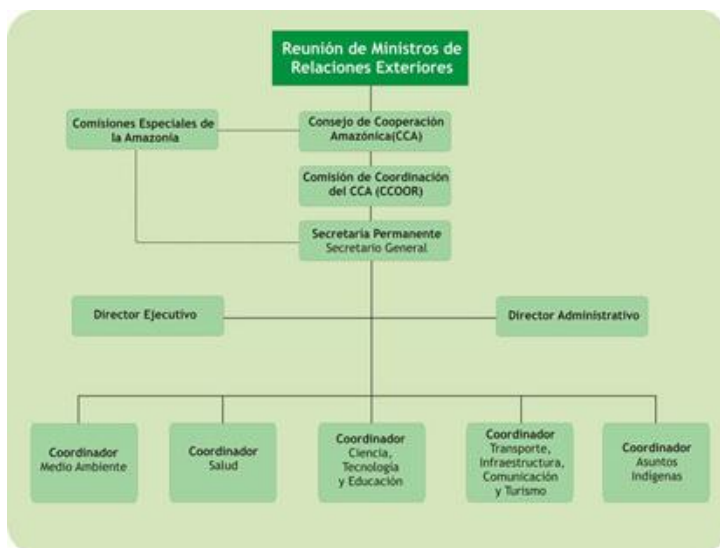 Reunión de Ministros de
Relaciones Exteriores
Comisiones Especiales de
la Amazonía
Consejo de Cooperación
Amazónica(CCA)
Comisión de Coordinación
del CCA (CCOOR)
Secretaría Permanente
Secretario General
Director Ejecutivo
Director Administrativo
Coordinador
Medio Ambiente
Coordinador
Salud
Coordinador
Ciencia,
Tecnología
y Educación
Coordinador
Transporte,
Infraestructura,
Comunicación
y Turismo
Coordinador
Asuntos
Indígenas